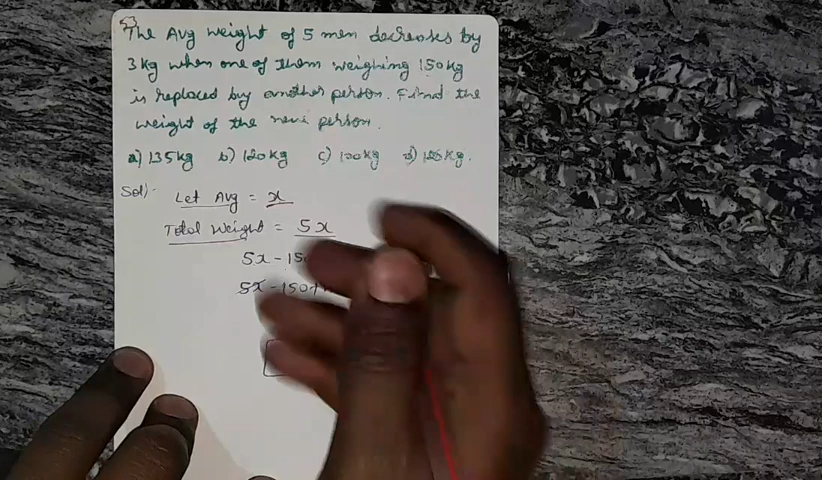 53
The Avg weight of 5 men decreases by
3kg when one of them weighing 150kg
is replaced by another person. Find the
weight of the new person.
a) 135kg b) 120kg c) 100kg d)
Sol:- Let Avg = x
Total Weight = 5x
5x - 15
5x - 150+